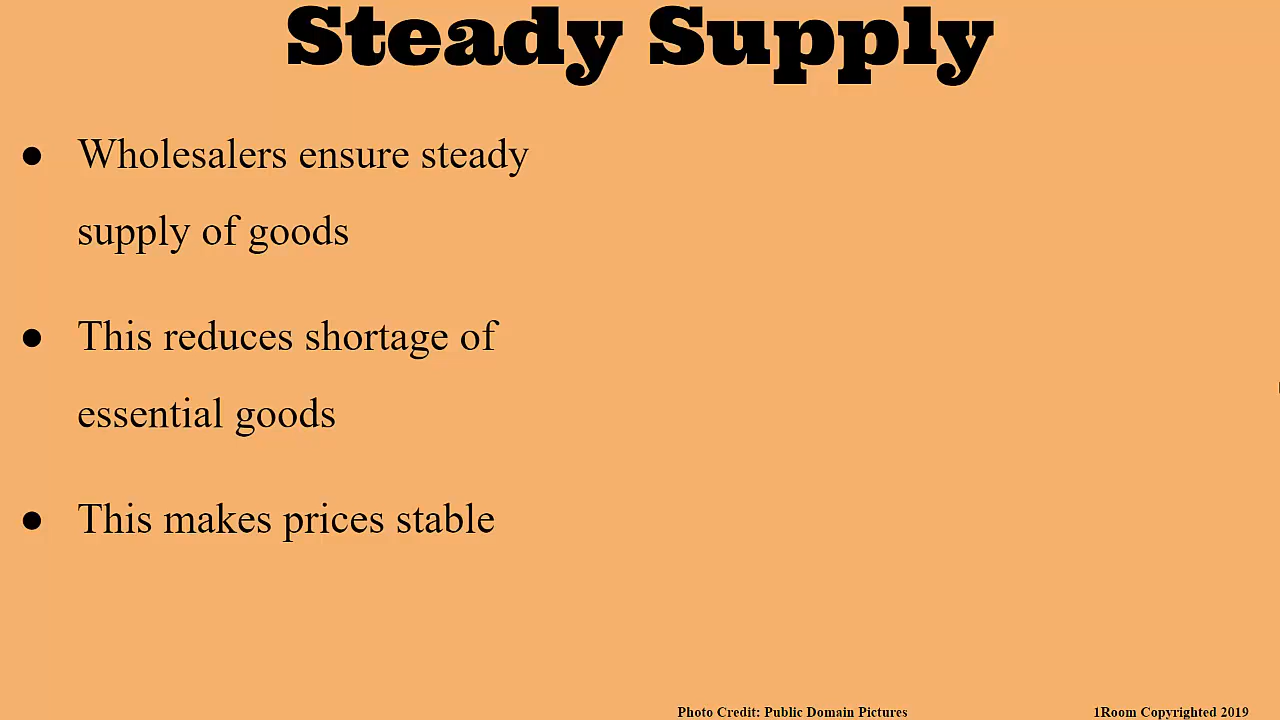 Steady Supply
● Wholesalers ensure steady
supply of goods
● This reduces shortage of
essential goods
● This makes prices stable
Photo Credit: Public Domain Pictures
1Room Copyrighted 2019